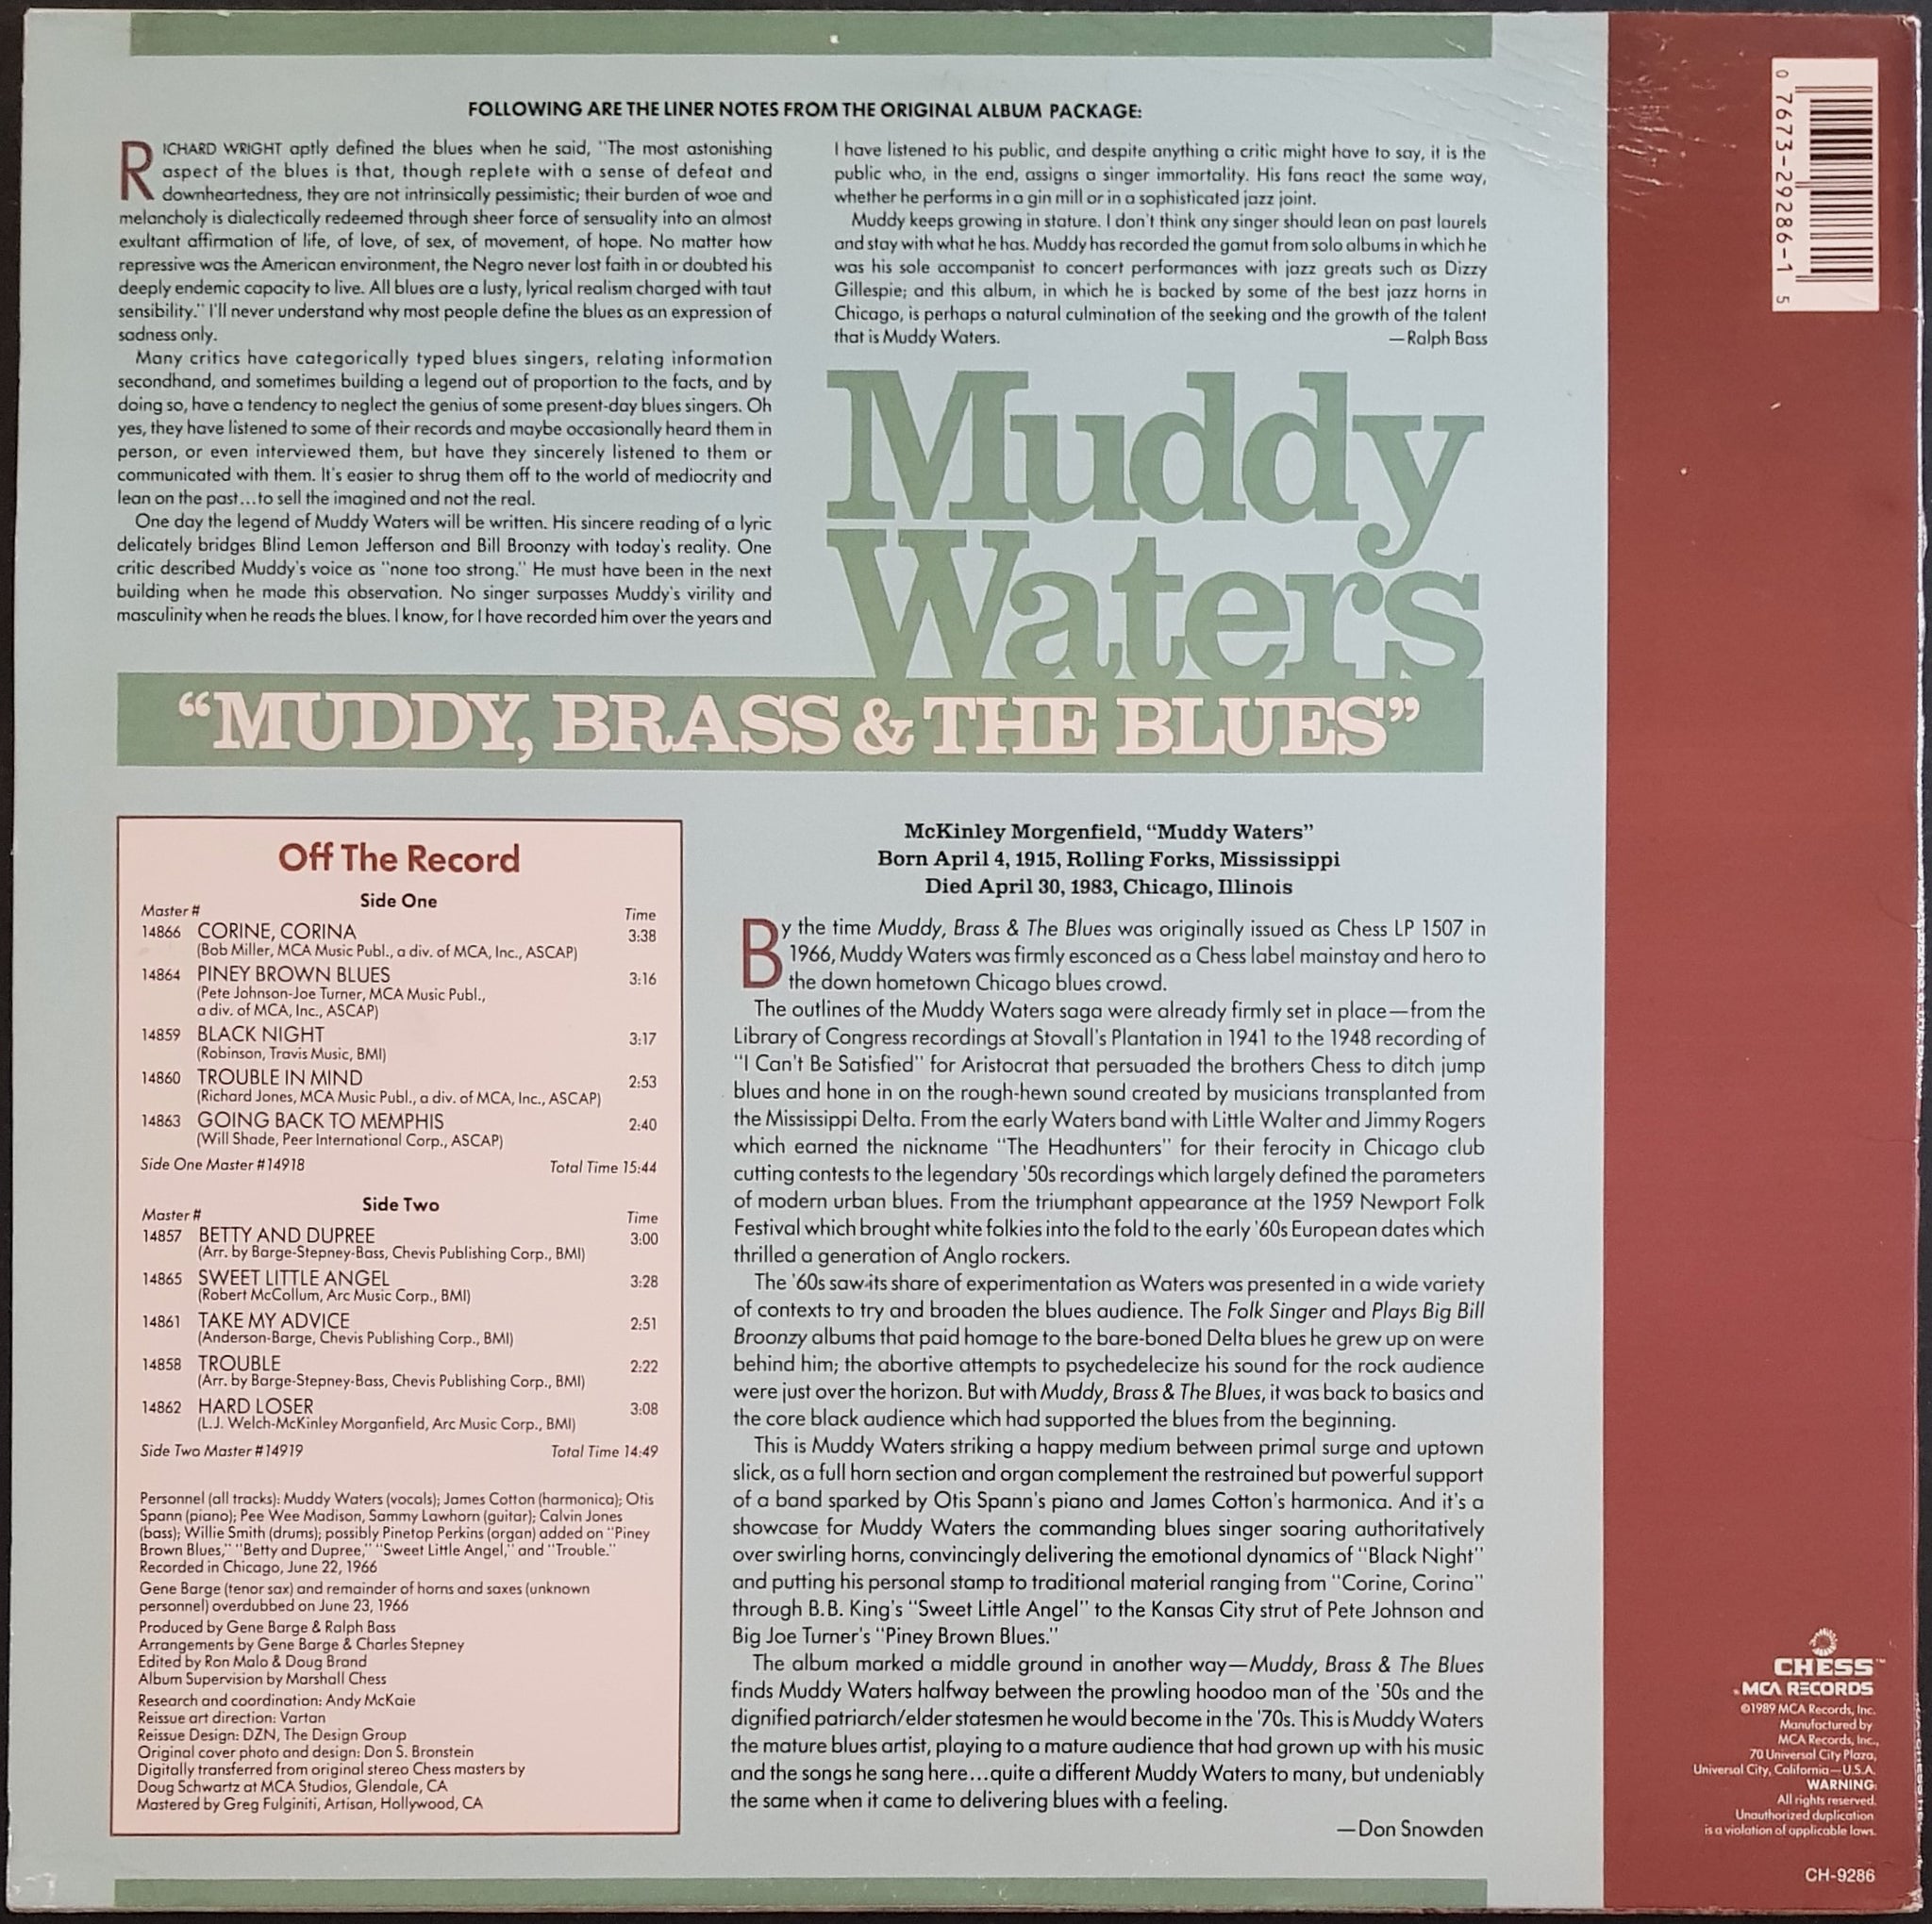 FOLLOWING ARE THE LINER NOTES FROM THE ORIGINAL ALBUM PACKAGE:
RICHARD WRIGHT aptly defined the blues when he said, "The most astonishing
aspect of the blues is that, though replete with a sense of defeat and
downheartedness, they are not intrinsically pessimistic; their burden of woe and
melancholy is dialectically redeemed through sheer force of sensuality into an almost
exultant affirmation of life, of love, of sex, of movement, of hope. No matter how
repressive was the American environment, the Negro never lost faith in or doubted his
deeply endemic capacity to live. All blues are a lusty, lyrical realism charged with taut
sensibility." I'll never understand why most people define the blues as an expression of
sadness only.
Many critics have categorically typed blues singers, relating information
secondhand, and sometimes building a legend out of proportion to the facts, and by
doing so, have a tendency to neglect the genius of some present-day blues singers. Oh
yes, they have listened to some of their records and maybe occasionally heard them in
person, or even interviewed them, but have they sincerely listened to them or
communicated with them. It's easier to shrug them off to the world of mediocrity and
lean on the past...to sell the imagined and not the real.
One day the legend of Muddy Waters will be written. His sincere reading of a lyric
delicately bridges Blind Lemon Jefferson and Bill Broonzy with today's reality. One
critic described Muddy's voice as "none too strong." He must have been in the next
building when he made this observation. No singer surpasses Muddy's virility and
masculinity when he reads the blues. I know, for I have recorded him over the years and
I have listened to his public, and despite anything a critic might have to say, it is the
public who, in the end, assigns a singer immortality. His fans react the same way,
whether he performs in a gin mill or in a sophisticated jazz joint.
Muddy keeps growing in stature. I don't think any singer should lean on past laurels
and stay with what he has. Muddy has recorded the gamut from solo albums in which he
was his sole accompanist to concert performances with jazz greats such as Dizzy
Gillespie; and this album, in which he is backed by some of the best jazz horns in
Chicago, is perhaps a natural culmination of the seeking and the growth of the talent
that is Muddy Waters. —Ralph Bass
Muddy
Waters
"MUDDY, BRASS & THE BLUES"
Off The Record
Side One
Master # Time
14866 CORINE, CORINA 3:38
(Bob Miller, MCA Music Publ., a div. of MCA, Inc., ASCAP)
14864 PINEY BROWN BLUES 3:16
(Pete Johnson-Joe Turner, MCA Music Publ.,
a div. of MCA, Inc., ASCAP)
14859 BLACK NIGHT 3:17
(Robinson, Travis Music, BMI)
14860 TROUBLE IN MIND 2:53
(Richard Jones, MCA Music Publ., a div. of MCA, Inc., ASCAP)
14863 GOING BACK TO MEMPHIS 2:40
(Will Shade, Peer International Corp., ASCAP)
Side One Master #14918 Total Time 15:44
Side Two
Master # Time
14857 BETTY AND DUPREE 3:00
(Arr. by Barge-Stepney-Bass, Chevis Publishing Corp., BMI)
14865 SWEET LITTLE ANGEL 3:28
(Robert McCollum, Arc Music Corp., BMI)
14861 TAKE MY ADVICE 2:51
(Anderson-Barge, Chevis Publishing Corp., BMI)
14858 TROUBLE 2:22
(Arr. by Barge-Stepney-Bass, Chevis Publishing Corp., BMI)
14862 HARD LOSER 3:08
(L.J. Welch-McKinley Morganfield, Arc Music Corp., BMI)
Side Two Master #14919 Total Time 14:49
Personnel (all tracks): Muddy Waters (vocals); James Cotton (harmonica); Otis
Spann (piano); Pee Wee Madison, Sammy Lawhorn (guitar); Calvin Jones
(bass); Willie Smith (drums); possibly Pinetop Perkins (organ) added on "Piney
Brown Blues," "Betty and Dupree," "Sweet Little Angel," and "Trouble."
Recorded in Chicago, June 22, 1966
Gene Barge (tenor sax) and remainder of horns and saxes (unknown
personnel) overdubbed on June 23, 1966
Produced by Gene Barge & Ralph Bass
Arrangements by Gene Barge & Charles Stepney
Edited by Ron Malo & Doug Brand
Album Supervision by Marshall Chess
Research and coordination: Andy McKaie
Reissue art direction: Vartan
Reissue Design: DZN, The Design Group
Original cover photo and design: Don S. Bronstein
Digitally transferred from original stereo Chess masters by
Doug Schwartz at MCA Studios, Glendale, CA
Mastered by Greg Fulginiti, Artisan, Hollywood, CA
McKinley Morgenfield, "Muddy Waters"
Born April 4, 1915, Rolling Forks, Mississippi
Died April 30, 1983, Chicago, Illinois
By the time Muddy, Brass & The Blues was originally issued as Chess LP 1507 in
1966, Muddy Waters was firmly esconced as a Chess label mainstay and hero to
the down hometown Chicago blues crowd.
The outlines of the Muddy Waters saga were already firmly set in place—from the
Library of Congress recordings at Stovall's Plantation in 1941 to the 1948 recording of
"I Can't Be Satisfied" for Aristocrat that persuaded the brothers Chess to ditch jump
blues and hone in on the rough-hewn sound created by musicians transplanted from
the Mississippi Delta. From the early Waters band with Little Walter and Jimmy Rogers
which earned the nickname "The Headhunters" for their ferocity in Chicago club
cutting contests to the legendary '50s recordings which largely defined the parameters
of modern urban blues. From the triumphant appearance at the 1959 Newport Folk
Festival which brought white folkies into the fold to the early '60s European dates which
thrilled a generation of Anglo rockers.
The '60s saw its share of experimentation as Waters was presented in a wide variety
of contexts to try and broaden the blues audience. The Folk Singer and Plays Big Bill
Broonzy albums that paid homage to the bare-boned Delta blues he grew up on were
behind him; the abortive attempts to psychedelecize his sound for the rock audience
were just over the horizon. But with Muddy, Brass & The Blues, it was back to basics and
the core black audience which had supported the blues from the beginning.
This is Muddy Waters striking a happy medium between primal surge and uptown
slick, as a full horn section and organ complement the restrained but powerful support
of a band sparked by Otis Spann's piano and James Cotton's harmonica. And it's a
showcase for Muddy Waters the commanding blues singer soaring authoritatively
over swirling horns, convincingly delivering the emotional dynamics of "Black Night"
and putting his personal stamp to traditional material ranging from "Corine, Corina"
through B.B. King's "Sweet Little Angel" to the Kansas City strut of Pete Johnson and
Big Joe Turner's "Piney Brown Blues."
The album marked a middle ground in another way—Muddy, Brass & The Blues
finds Muddy Waters halfway between the prowling hoodoo man of the '50s and the
dignified patriarch/elder statesmen he would become in the '70s. This is Muddy Waters
the mature blues artist, playing to a mature audience that had grown up with his music
and the songs he sang here...quite a different Muddy Waters to many, but undeniably
the same when it came to delivering blues with a feeling.
—Don Snowden
0 7673-29286-1 5
CHESS™
MCA RECORDS
©1989 MCA Records, Inc.
Manufactured by
MCA Records, Inc.,
70 Universal City Plaza,
Universal City, California—U.S.A.
WARNING:
All rights reserved.
Unauthorized duplication
is a violation of applicable laws.
CH-9286